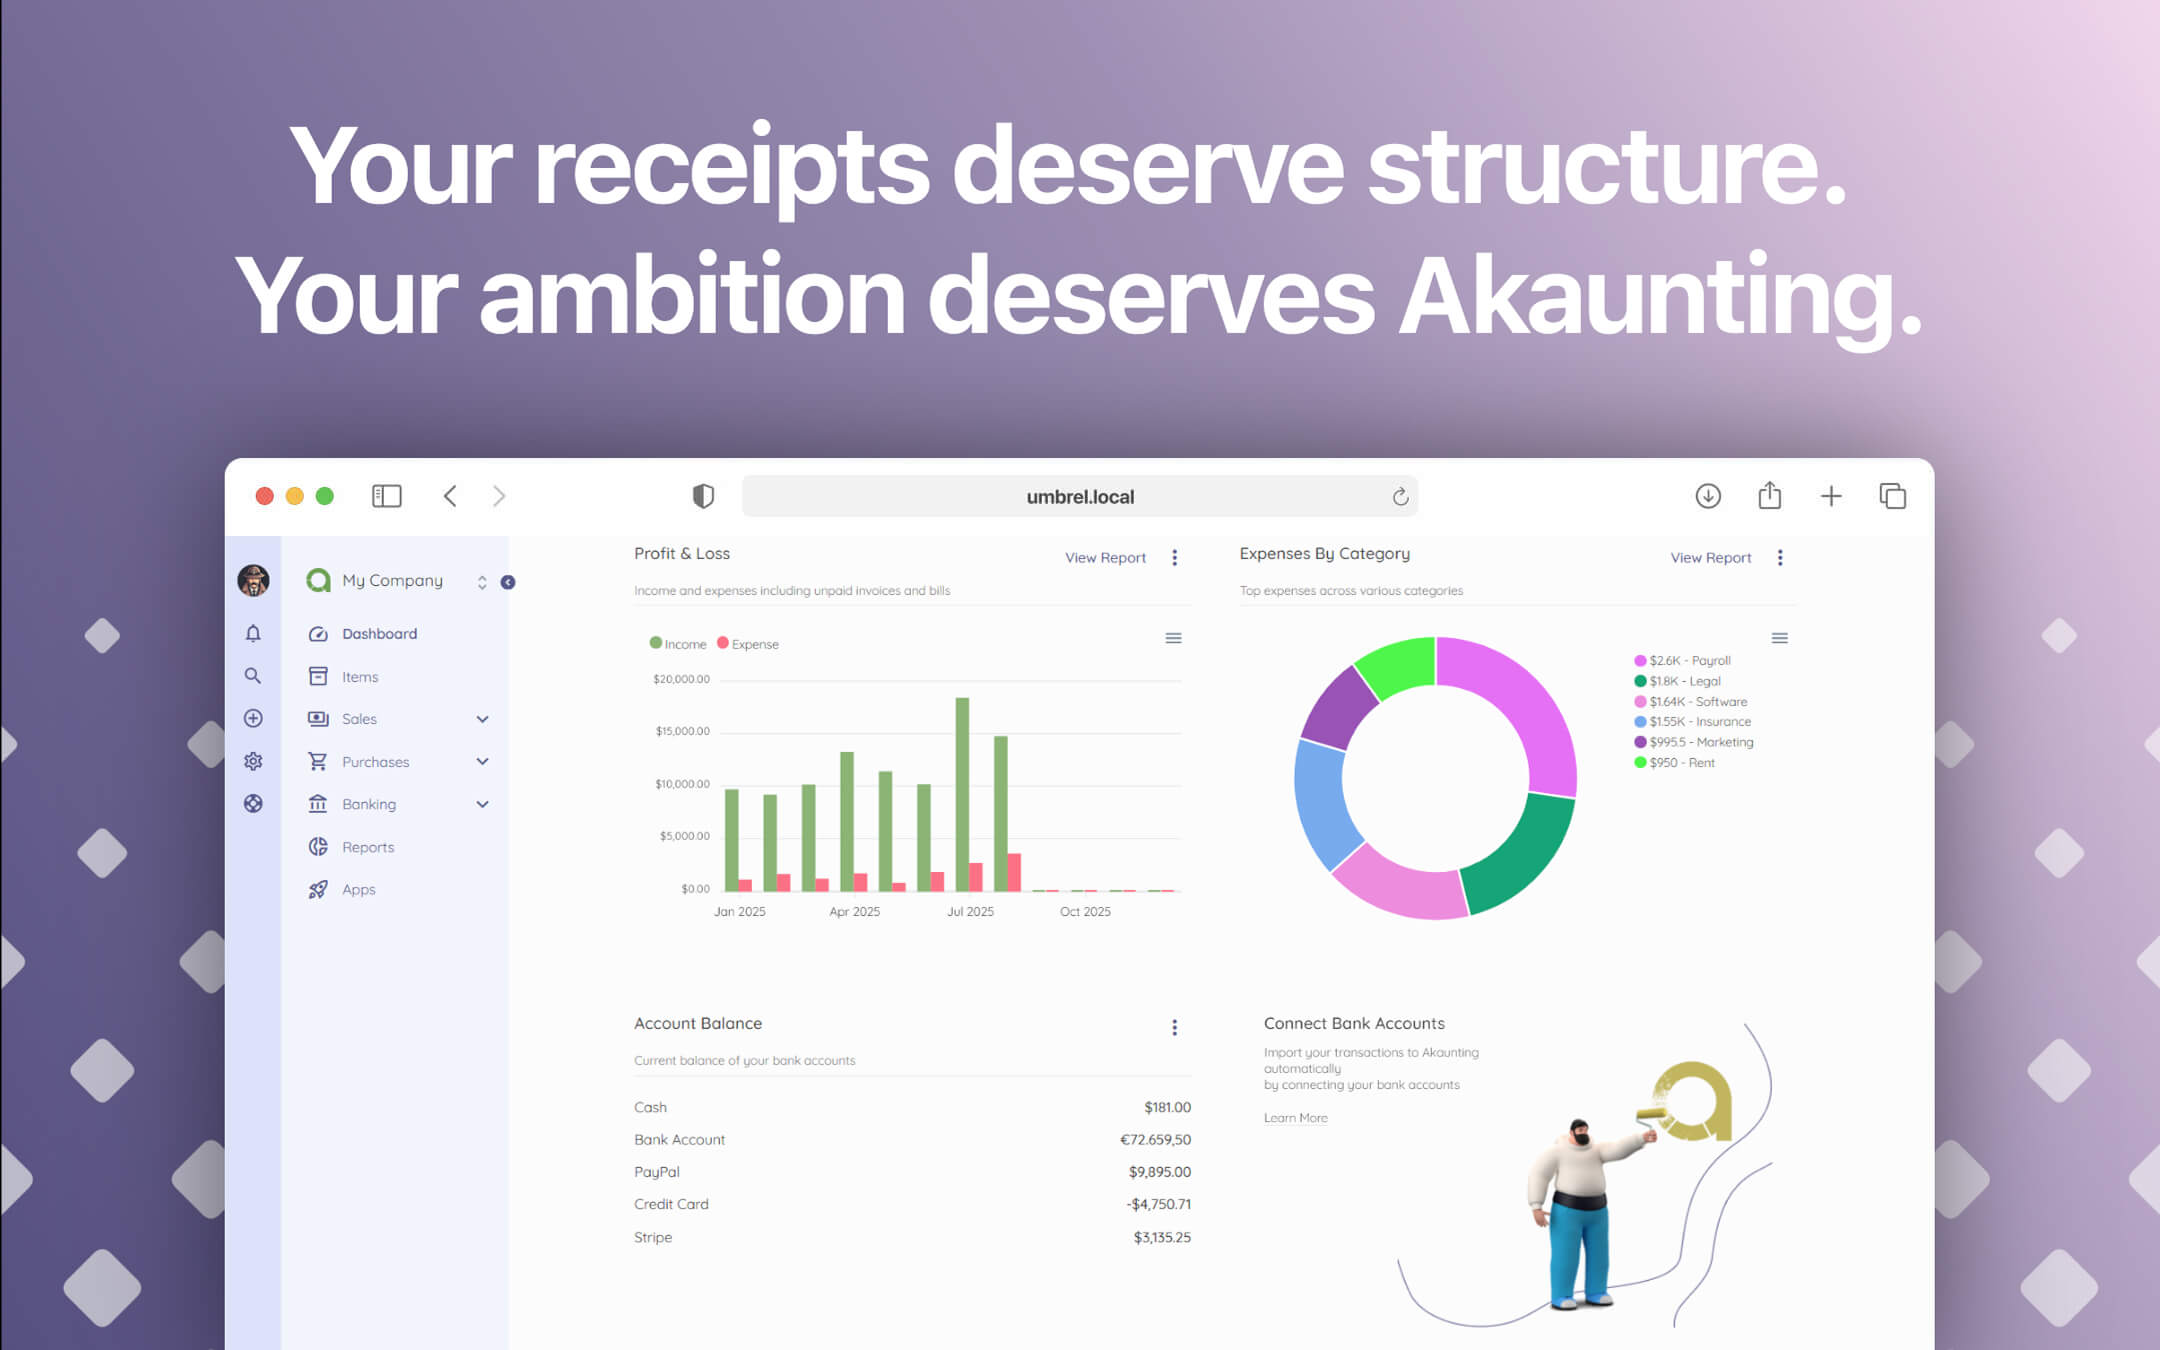 Your receipts deserve structure.
Your ambition deserves Akaunting.
umbrel.local
My Company
Dashboard
Items
Sales
Purchases
Banking
Reports
Apps
Profit & Loss
View Report
Income and expenses including unpaid invoices and bills
Income Expense
$20,000.00
$15,000.00
$10,000.00
$5,000.00
$0.00
Jan 2025 Apr 2025 Jul 2025 Oct 2025
Expenses By Category
View Report
Top expenses across various categories
$2.6K - Payroll
$1.8K - Legal
$1.64K - Software
$1.55K - Insurance
$995.5 - Marketing
$950 - Rent
Account Balance
Current balance of your bank accounts
Cash $181.00
Bank Account €72.659,50
PayPal $9,895.00
Credit Card -$4,750.71
Stripe $3,135.25
Connect Bank Accounts
Import your transactions to Akaunting
automatically
by connecting your bank accounts
Learn More